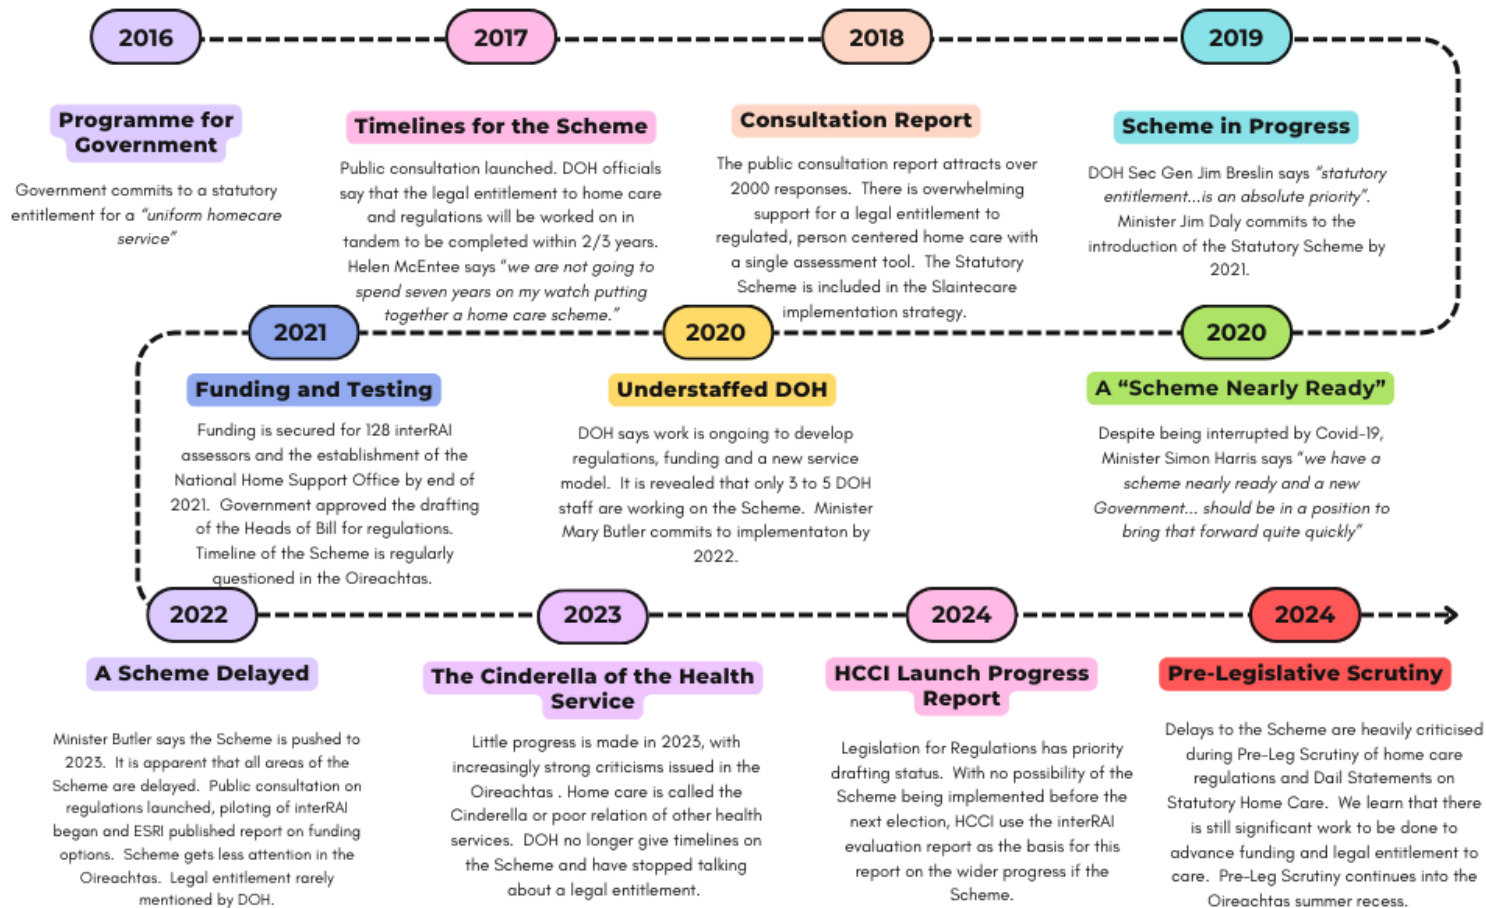 2016
Programme for
Government
Government commits to a statutory
entitlement for a “uniform homecare
service”
2017
Timelines for the Scheme
Public consultation launched. DOH officials
say that the legal entitlement to home care
and regulations will be worked on in
tandem to be completed within 2/3 years.
Helen McEntee says “we are not going to
spend seven years on my watch putting
together a home care scheme.”
2018
Consultation Report
The public consultation report attracts over
2000 responses. There is overwhelming
support for a legal entitlement to
regulated, person centered home care with
a single assessment tool. The Statutory
Scheme is included in the Slaintecare
implementation strategy.
2019
Scheme in Progress
DOH Sec Gen Jim Breslin says “statutory
entitlement...is an absolute priority”.
Minister Jim Daly commits to the
introduction of the Statutory Scheme by
2021.
2020
A “Scheme Nearly Ready”
Despite being interrupted by Covid-19,
Minister Simon Harris says “we have a
scheme nearly ready and a new
Government... should be in a position to
bring that forward quite quickly”
2020
Understaffed DOH
DOH says work is ongoing to develop
regulations, funding and a new service
model. It is revealed that only 3 to 5 DOH
staff are working on the Scheme. Minister
Mary Butler commits to implementaton by
2022.
2021
Funding and Testing
Funding is secured for 128 interRAI
assessors and the establishment of the
National Home Support Office by end of
2021. Government approved the drafting
of the Heads of Bill for regulations.
Timeline of the Scheme is regularly
questioned in the Oireachtas.
2022
A Scheme Delayed
Minister Butler says the Scheme is pushed to
2023. It is apparent that all areas of the
Scheme are delayed. Public consultation on
regulations launched, piloting of interRAI
began and ESRI published report on funding
options. Scheme gets less attention in the
Oireachtas. Legal entitlement rarely
mentioned by DOH.
2023
The Cinderella of the Health
Service
Little progress is made in 2023, with
increasingly strong criticisms issued in the
Oireachtas . Home care is called the
Cinderella or poor relation of other health
services. DOH no longer give timelines on
the Scheme and have stopped talking
about a legal entitlement.
2024
HCCI Launch Progress
Report
Legislation for Regulations has priority
drafting status. With no possibility of the
Scheme being implemented before the
next election, HCCI use the interRAI
evaluation report as the basis for this
report on the wider progress if the
Scheme.
2024
Pre-Legislative Scrutiny
Delays to the Scheme are heavily criticised
during Pre-Leg Scrutiny of home care
regulations and Dail Statements on
Statutory Home Care. We learn that there
is still significant work to be done to
advance funding and legal entitlement to
care. Pre-Leg Scrutiny continues into the
Oireachtas summer recess.